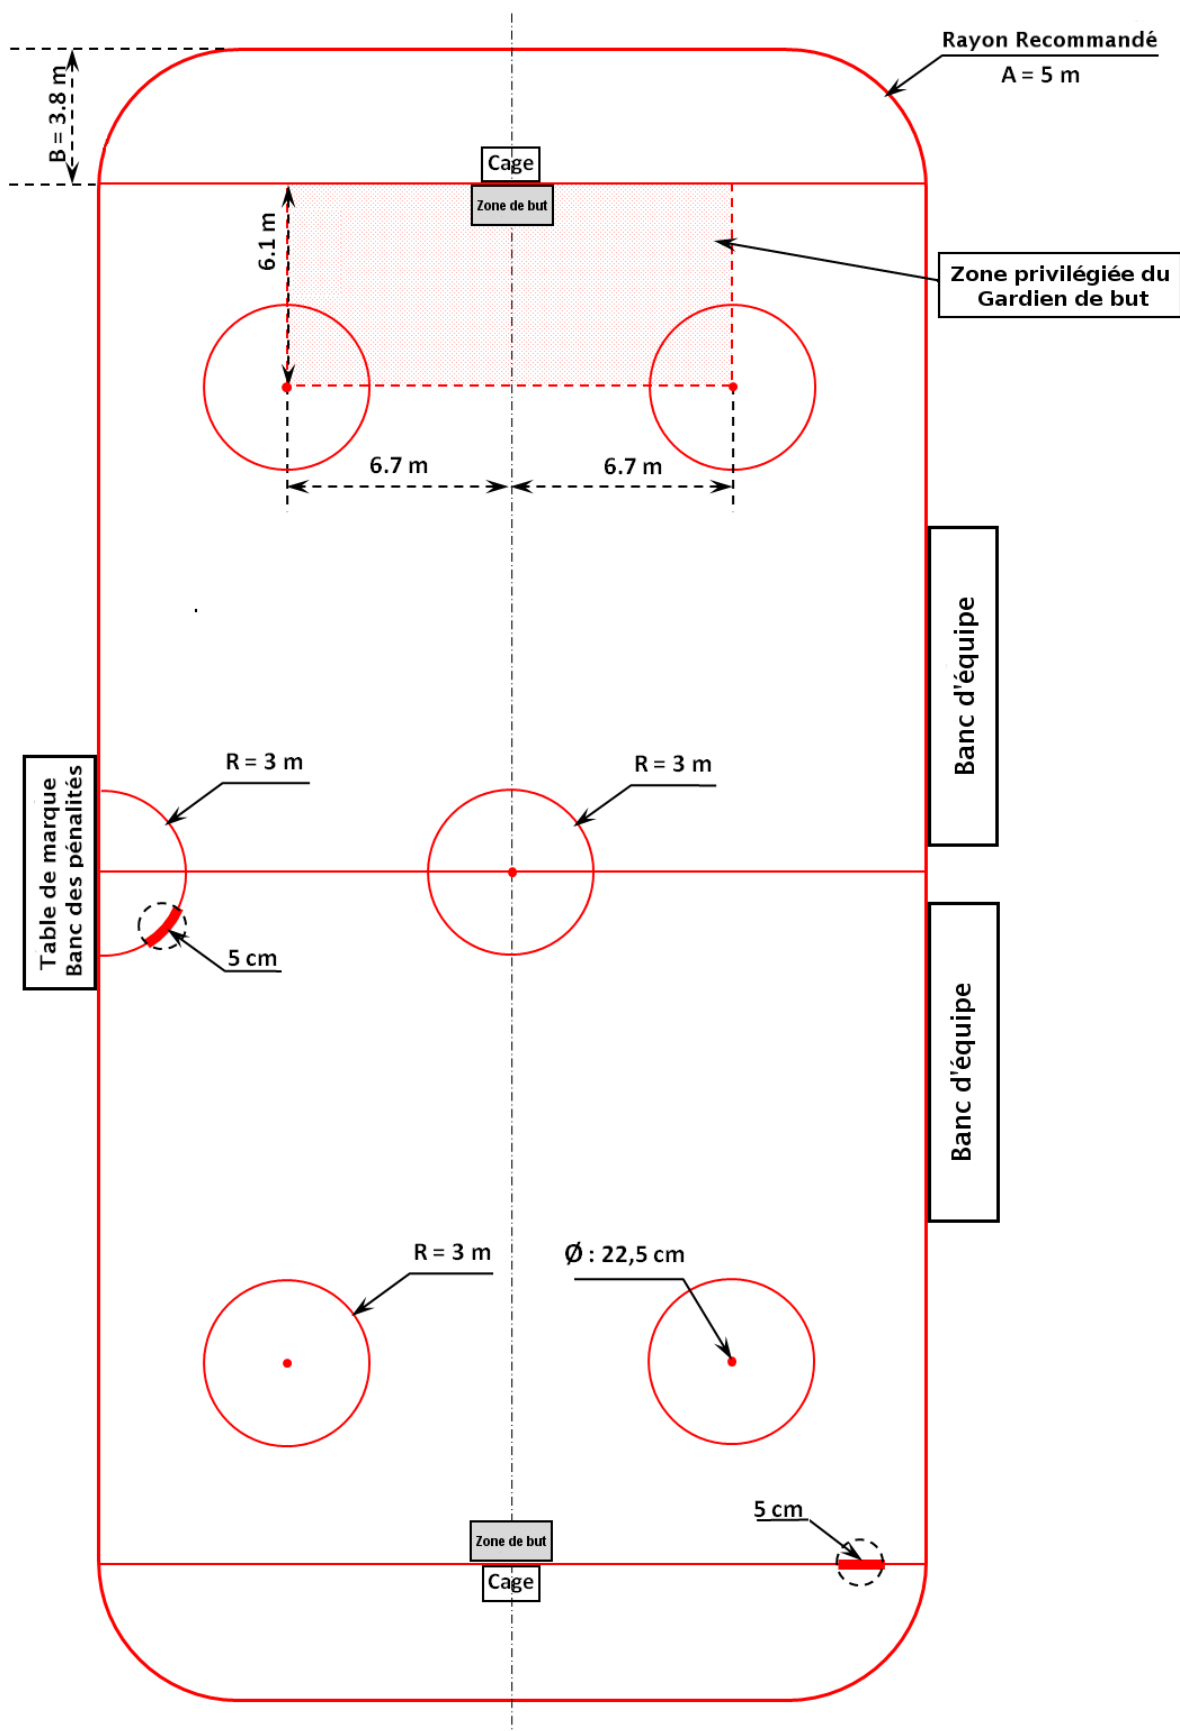 Rayon Recommandé
A = 5 m
B = 3.8 m
Cage
Zone de but
6.1 m
Zone privilégiée du
Gardien de but
6.7 m
6.7 m
Banc d'équipe
R = 3 m
R = 3 m
Table de marque
Banc des pénalités
5 cm
Banc d'équipe
R = 3 m
Ø : 22,5 cm
5 cm
Zone de but
Cage